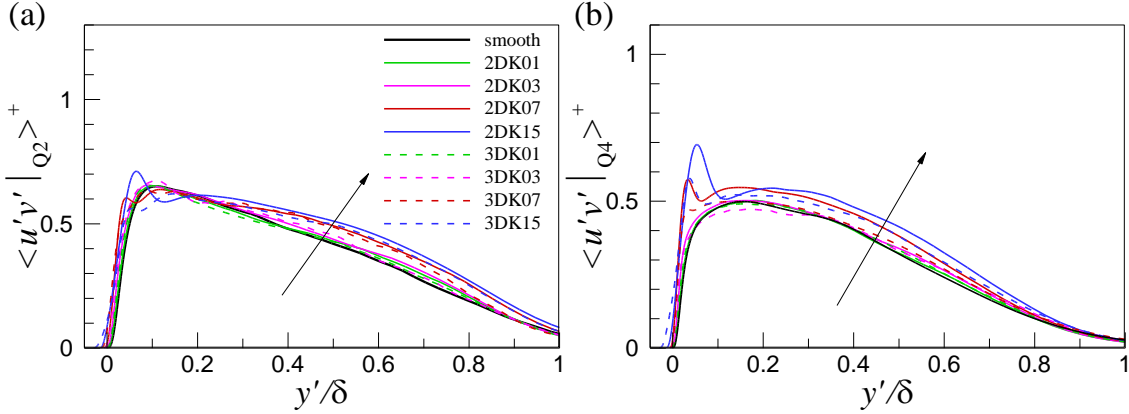 (a)
<u'v' |Q2>+
1
0.5
0
smooth
2DK01
2DK03
2DK07
2DK15
3DK01
3DK03
3DK07
3DK15
0 0.2 0.4 0.6 0.8 1
y'/δ
(b)
<u'v' |Q4>+
1
0.5
0
0 0.2 0.4 0.6 0.8 1
y'/δ